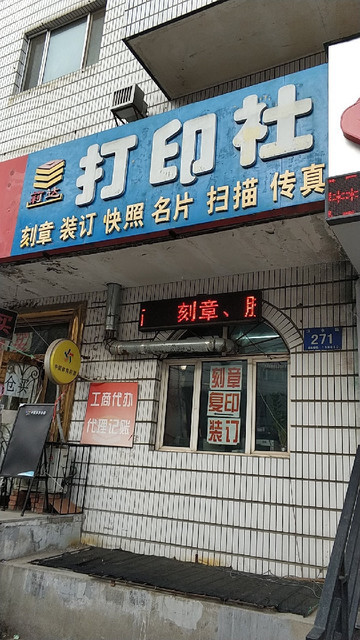 打印社
刻章 装订 快照 名片 扫描 传真
刻章、
271
工商代办
代理记账
刻章
复印
装订